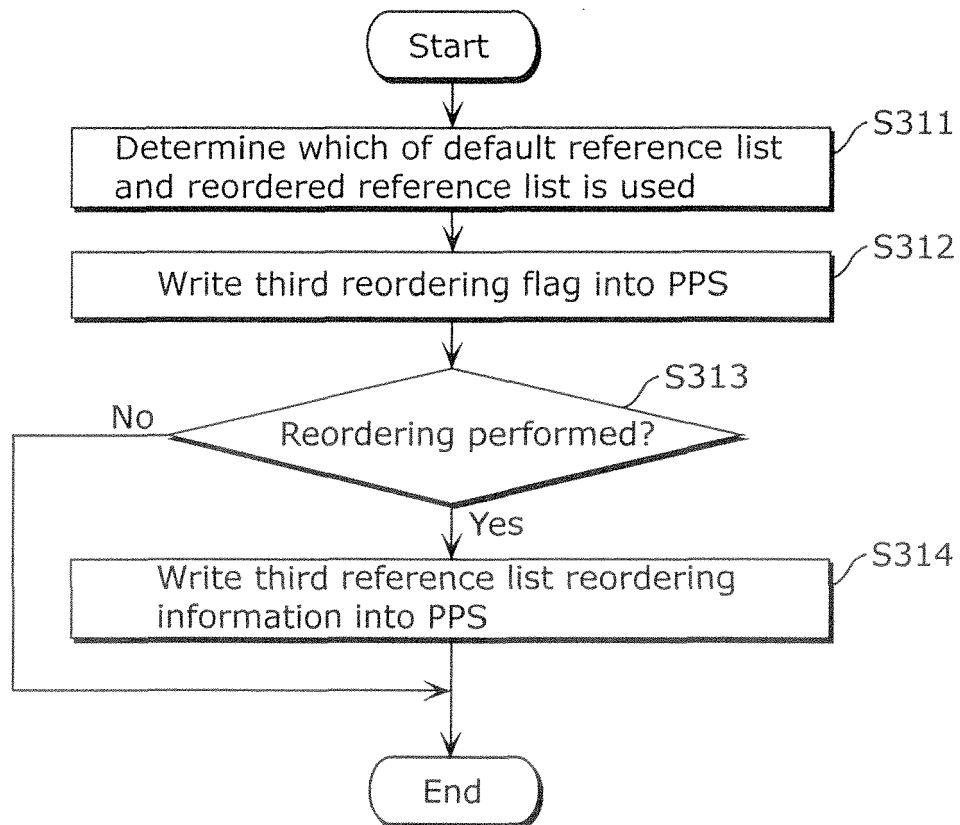 Start
S311
Determine which of default reference list
and reordered reference list is used
S312
Write third reordering flag into PPS
S313
No
Reordering performed?
Yes
S314
Write third reference list reordering
information into PPS
End